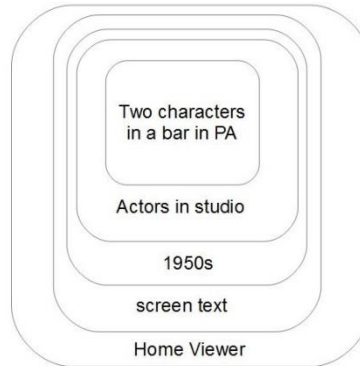 Two characters
in a bar in PA
Actors in studio
1950s
screen text
Home Viewer